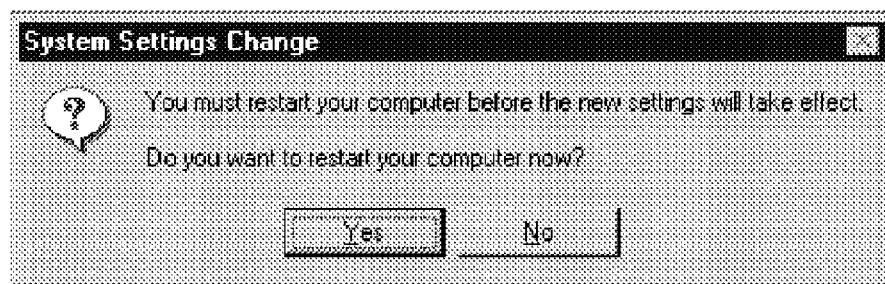 System Settings Change
You must restart your computer before the new settings will take effect.
Do you want to restart your computer now?
Yes No